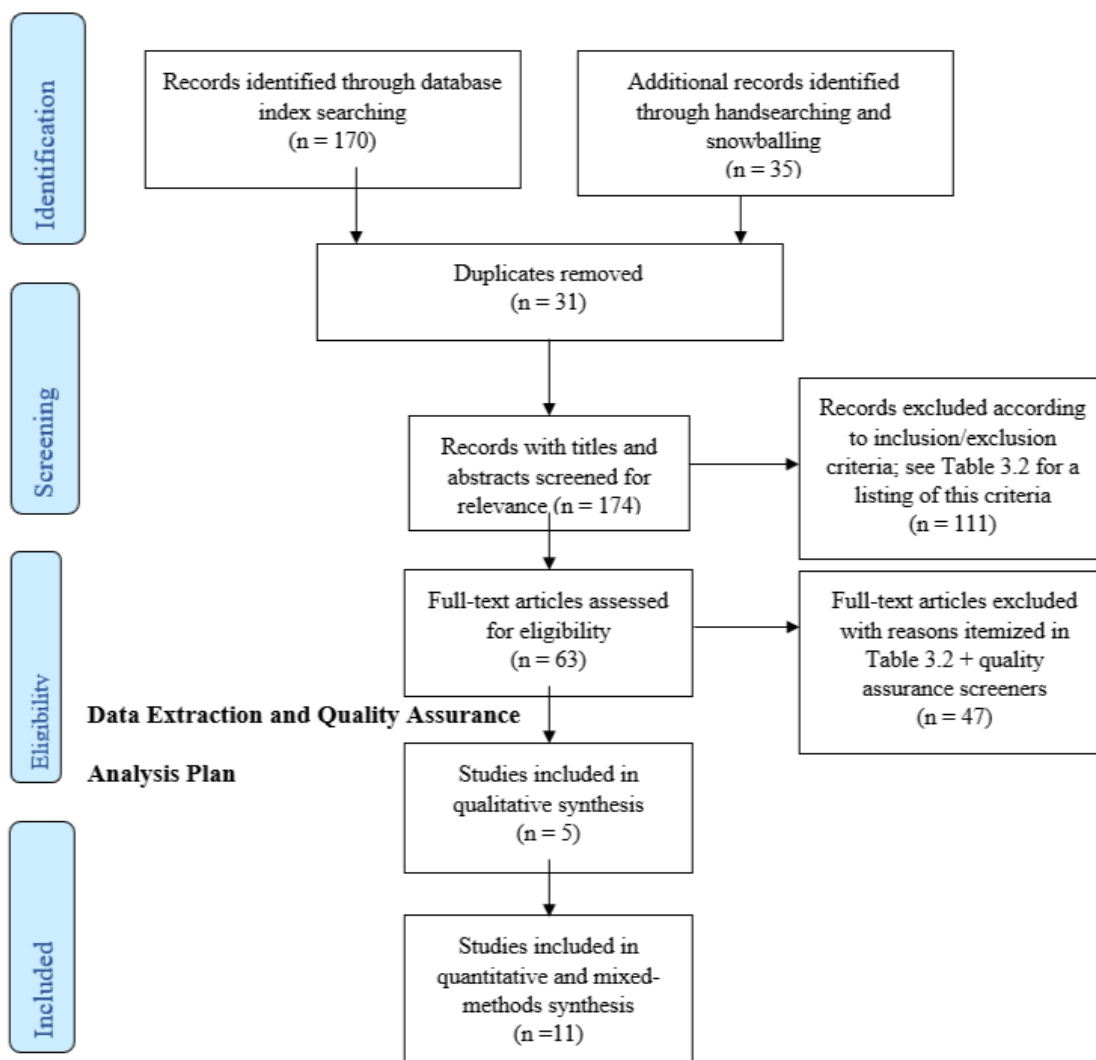 Identification
Records identified through database
index searching
(n = 170)
Additional records identified
through handsearching and
snowballing
(n = 35)
Duplicates removed
(n = 31)
Screening
Records with titles and
abstracts screened for
relevance (n = 174)
Records excluded according
to inclusion/exclusion
criteria; see Table 3.2 for a
listing of this criteria
(n = 111)
Eligibility
Full-text articles assessed
for eligibility
(n = 63)
Full-text articles excluded
with reasons itemized in
Table 3.2 + quality
assurance screeners
(n = 47)
Data Extraction and Quality Assurance
Analysis Plan
Studies included in
qualitative synthesis
(n = 5)
Included
Studies included in
quantitative and mixed-
methods synthesis
(n =11)